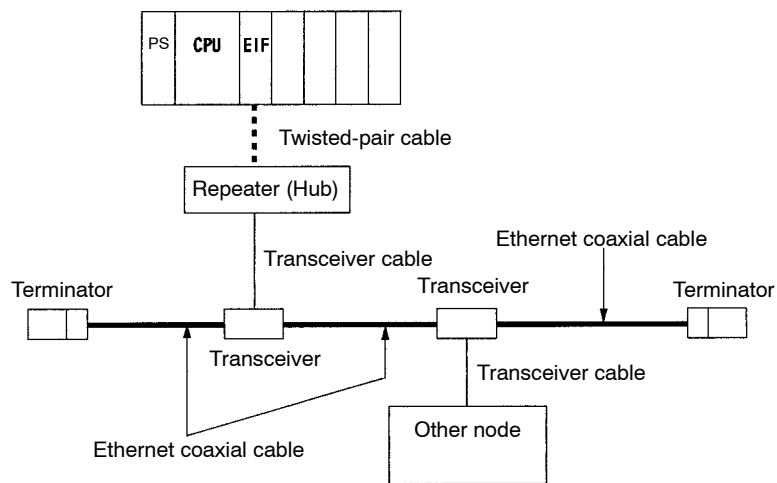 PS CPU EIF
Twisted-pair cable
Repeater (Hub)
Ethernet coaxial cable
Transceiver cable
Terminator
Transceiver
Terminator
Transceiver
Transceiver cable
Ethernet coaxial cable
Other node